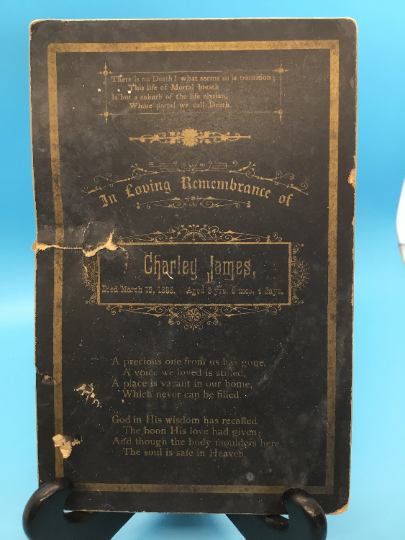 There is no Death! what seems so is transition;
This life of Mortal breath
Is but a suburb of the life elysian,
Whose portal we call Death.
In Loving Remembrance of
Charley James,
Died March 1888. Aged yrs. mos. 4 days.
A precious one from us has gone,
A voice we loved is stilled,
A place is vacant in our home,
Which never can be filled.
God in His wisdom has recalled
The boon His love had given;
And though the body moulders here
The soul is safe in Heaven